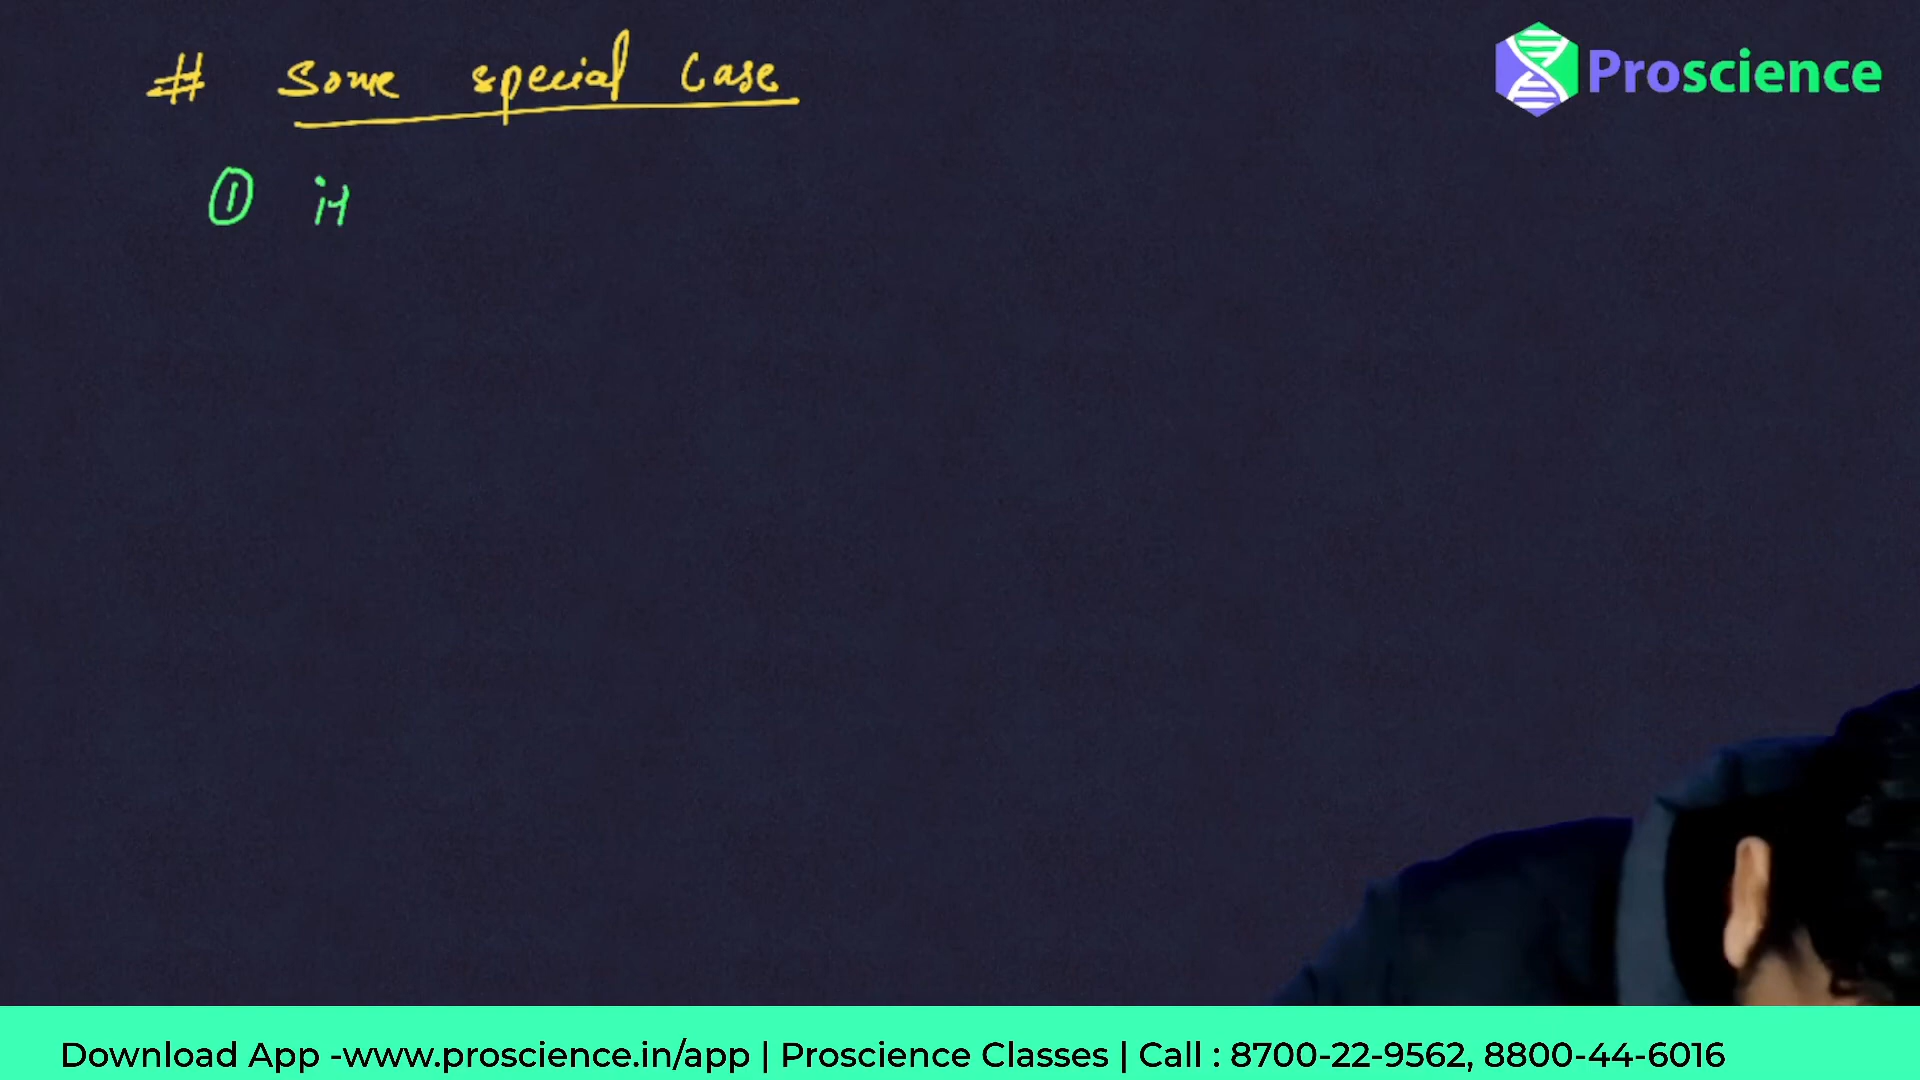 # Some special Case
Proscience
① if
Download App -www.proscience.in/app | Proscience Classes | Call : 8700-22-9562, 8800-44-6016